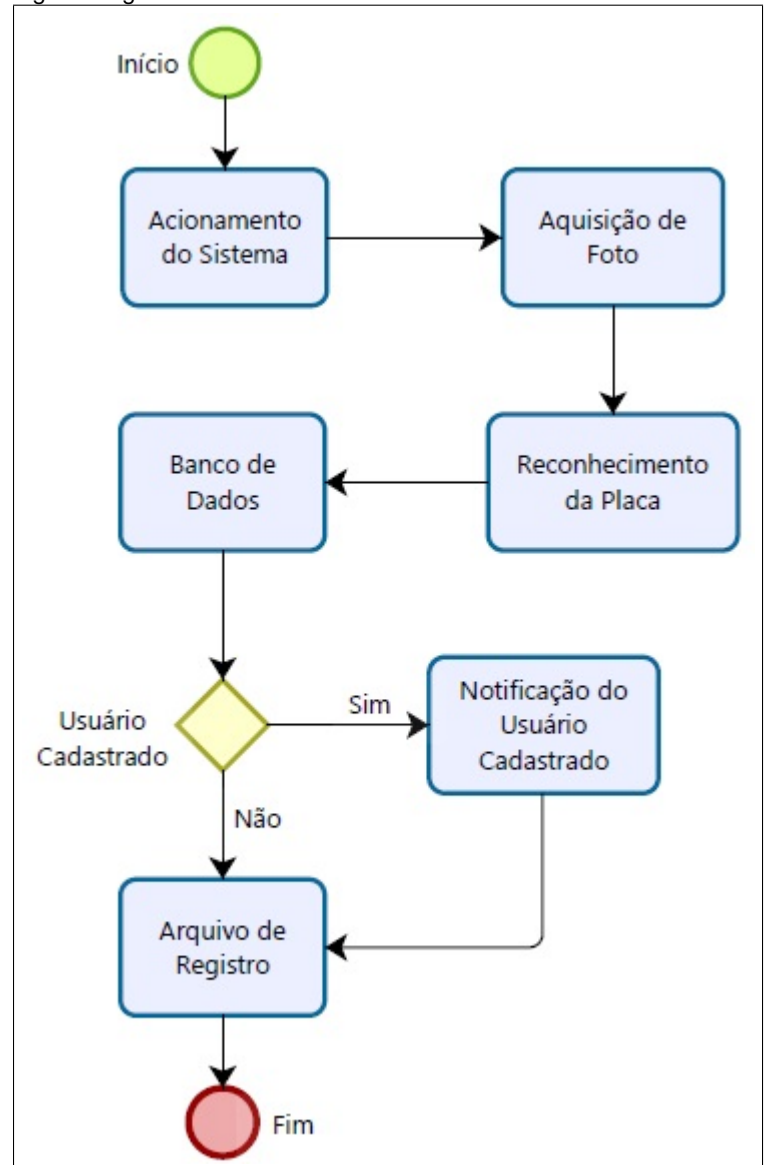 Início
Acionamento
do Sistema
Aquisição de
Foto
Banco de
Dados
Reconhecimento
da Placa
Usuário
Cadastrado
Sim
Notificação do
Usuário
Cadastrado
Não
Arquivo de
Registro
Fim